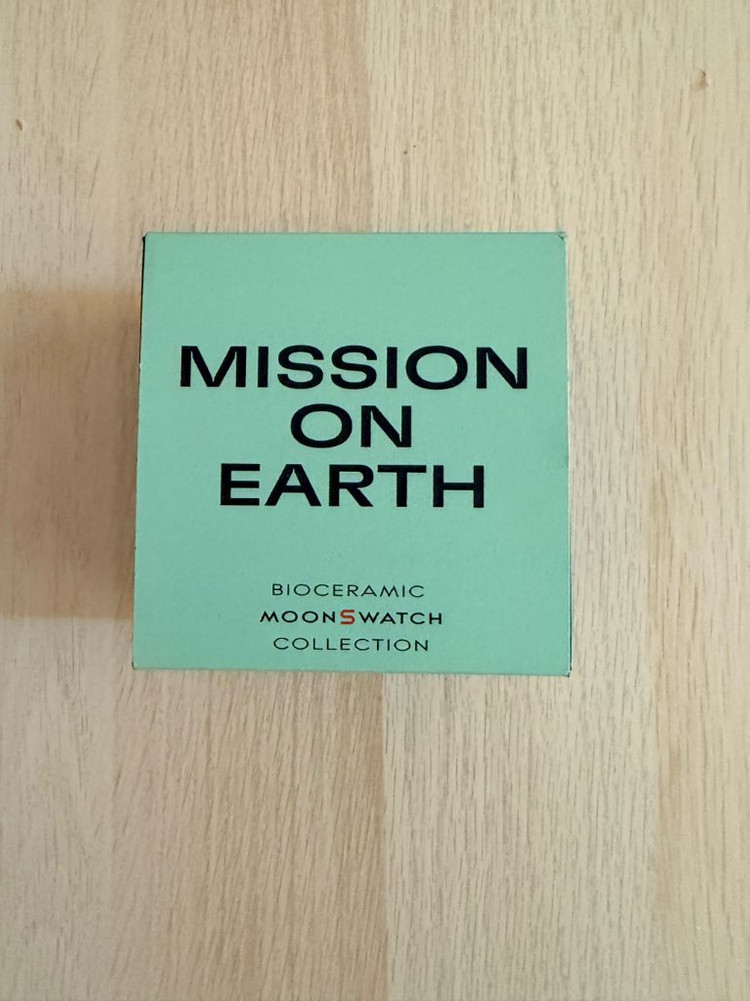 MISSION
ON
EARTH
BIOCERAMIC
MOONSWATCH
COLLECTION